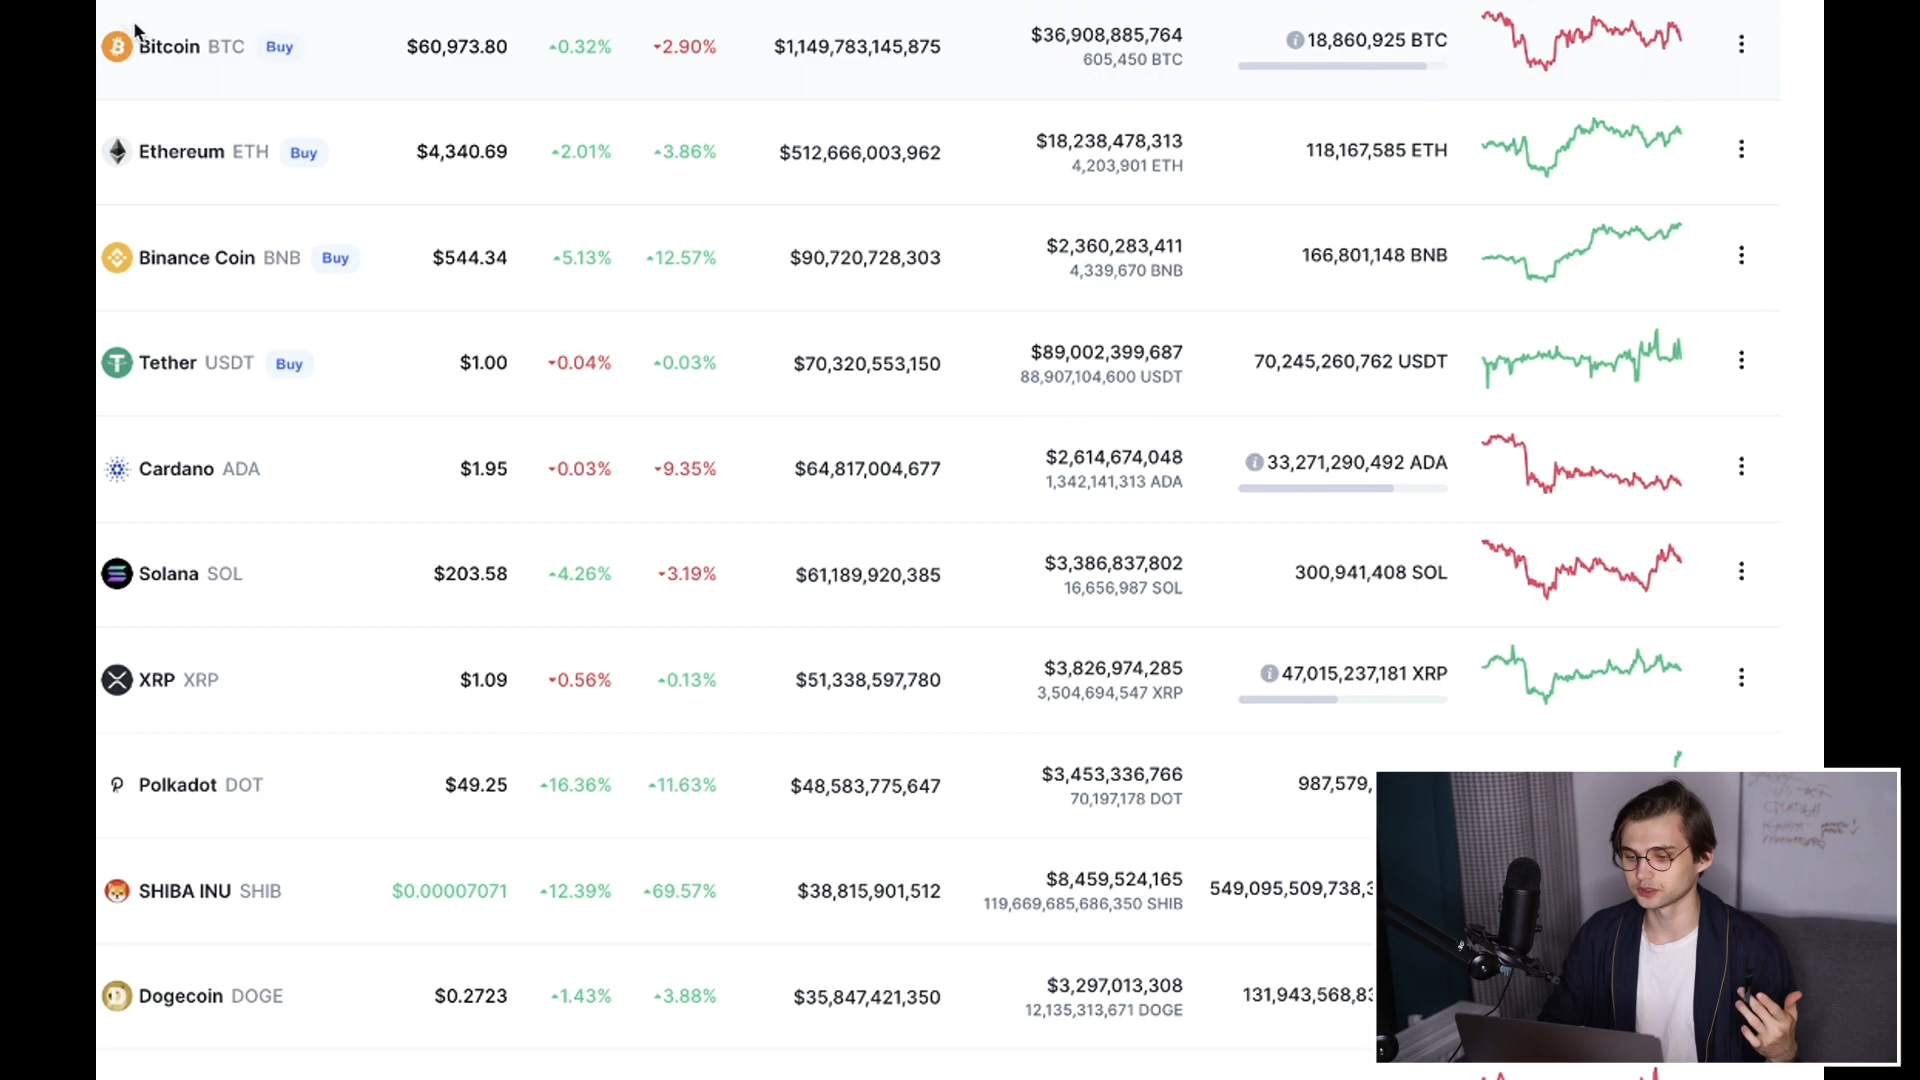 Bitcoin BTC Buy $60,973.80 0.32% 2.90% $1,149,783,145,875 $36,908,885,764 18,860,925 BTC
605,450 BTC
Ethereum ETH Buy $4,340.69 2.01% 3.86% $512,666,003,962 $18,238,478,313 118,167,585 ETH
4,203,901 ETH
Binance Coin BNB Buy $544.34 5.13% 12.57% $90,720,728,303 $2,360,283,411 166,801,148 BNB
4,339,670 BNB
Tether USDT Buy $1.00 0.04% 0.03% $70,320,553,150 $89,002,399,687 70,245,260,762 USDT
88,907,104,600 USDT
Cardano ADA $1.95 0.03% 9.35% $64,817,004,677 $2,614,674,048 33,271,290,492 ADA
1,342,141,313 ADA
Solana SOL $203.58 4.26% 3.19% $61,189,920,385 $3,386,837,802 300,941,408 SOL
16,656,987 SOL
XRP XRP $1.09 0.56% 0.13% $51,338,597,780 $3,826,974,285 47,015,237,181 XRP
3,504,694,547 XRP
Polkadot DOT $49.25 16.36% 11.63% $48,583,775,647 $3,453,336,766 987,579,
70,197,178 DOT
SHIBA INU SHIB $0.00007071 12.39% 69.57% $38,815,901,512 $8,459,524,165 549,095,509,738,3
119,669,685,686,350 SHIB
Dogecoin DOGE $0.2723 1.43% 3.88% $35,847,421,350 $3,297,013,308 131,943,568,83
12,135,313,671 DOGE